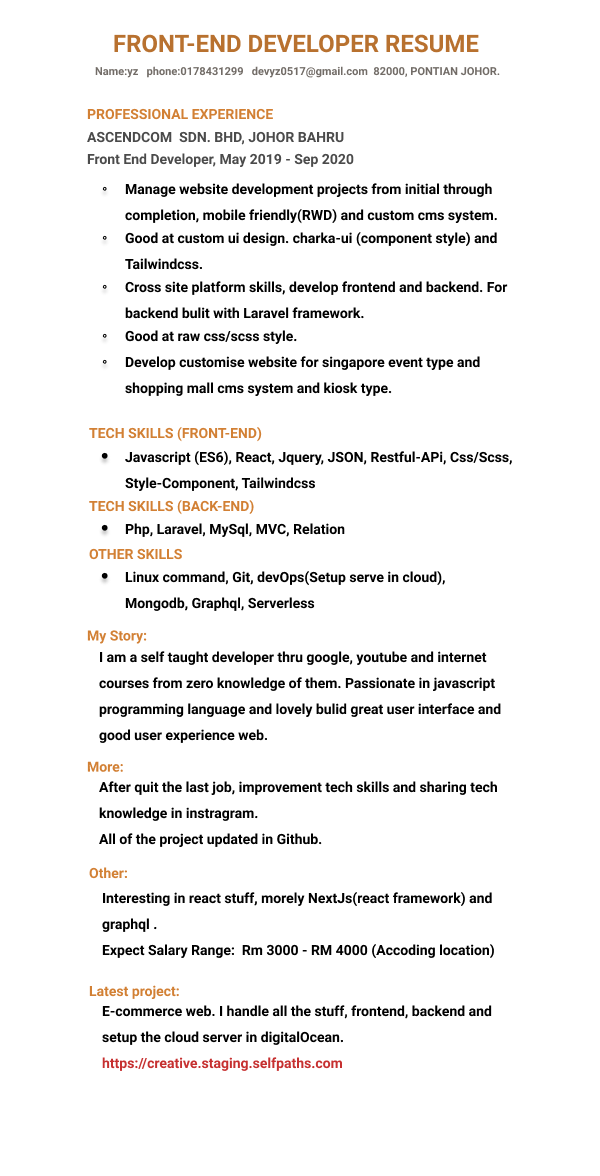 FRONT-END DEVELOPER RESUME
Name:yz phone:0178431299 devyz0517@gmail.com 82000, PONTIAN JOHOR.
PROFESSIONAL EXPERIENCE
ASCENDCOM SDN. BHD, JOHOR BAHRU
Front End Developer, May 2019 - Sep 2020
Manage website development projects from initial through
completion, mobile friendly(RWD) and custom cms system.
Good at custom ui design. charka-ui (component style) and
Tailwindcss.
Cross site platform skills, develop frontend and backend. For
backend bulit with Laravel framework.
Good at raw css/scss style.
Develop customise website for singapore event type and
shopping mall cms system and kiosk type.
TECH SKILLS (FRONT-END)
Javascript (ES6), React, Jquery, JSON, Restful-APi, Css/Scss,
Style-Component, Tailwindcss
TECH SKILLS (BACK-END)
Php, Laravel, MySql, MVC, Relation
OTHER SKILLS
Linux command, Git, devOps(Setup serve in cloud),
Mongodb, Graphql, Serverless
My Story:
I am a self taught developer thru google, youtube and internet
courses from zero knowledge of them. Passionate in javascript
programming language and lovely bulid great user interface and
good user experience web.
More:
After quit the last job, improvement tech skills and sharing tech
knowledge in instragram.
All of the project updated in Github.
Other:
Interesting in react stuff, morely NextJs(react framework) and
graphql .
Expect Salary Range: Rm 3000 - RM 4000 (Accoding location)
Latest project:
E-commerce web. I handle all the stuff, frontend, backend and
setup the cloud server in digitalOcean.
https://creative.staging.selfpaths.com